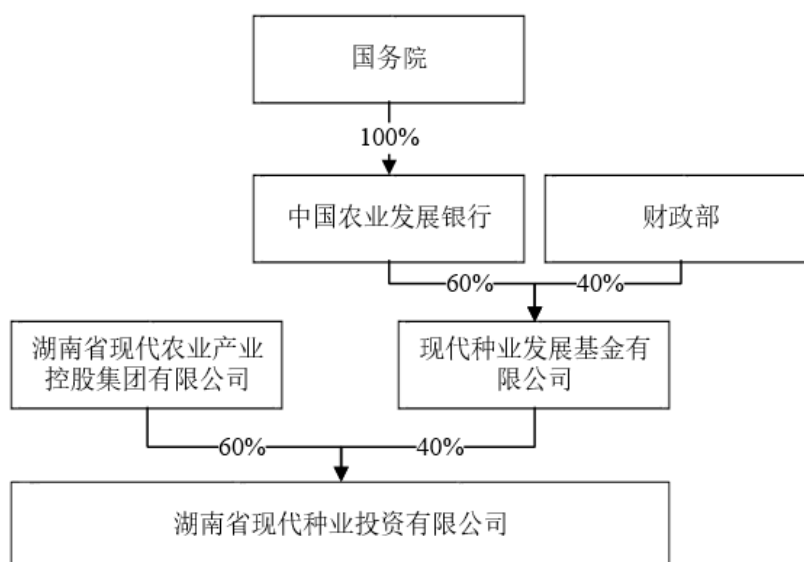 国务院
100%
中国农业发展银行
财政部
60%
40%
湖南省现代农业产业
控股集团有限公司
现代种业发展基金有
限公司
60%
40%
湖南省现代种业投资有限公司